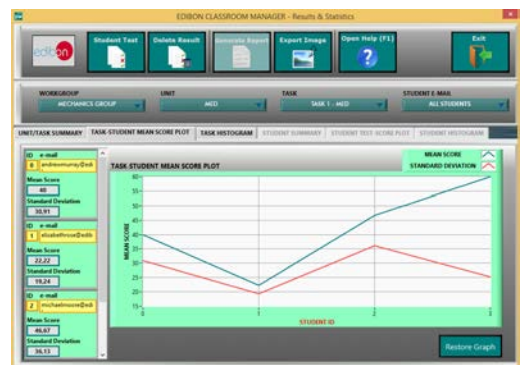 EDIBON CLASSROOM MANAGER - Results & Statistics
edibon
Student Test
Delete Result
Generate Report
Export Image
Open Help (F1)
Exit
WORKGROUP
UNIT
TASK
STUDENT E-MAIL
MECHANICS GROUP
MED
TASK 1 - MED
ALL STUDENTS
UNIT/TASK SUMMARY
TASK-STUDENT MEAN SCORE PLOT
TASK HISTOGRAM
STUDENT SUMMARY
STUDENT TEST-SCORE PLOT
STUDENT HISTOGRAM
ID e-mail
Mean Score
40
Standard Deviation
30,91
ID e-mail
1
Mean Score
22,22
Standard Deviation
19,24
ID e-mail
2
Mean Score
46,67
Standard Deviation
36,13
TASK-STUDENT MEAN SCORE PLOT
MEAN SCORE
STANDARD DEVIATION
MEAN SCORE
60
55
50
45
40
35
30
25
20
15
0 1 2 3
STUDENT ID
Restore Graph